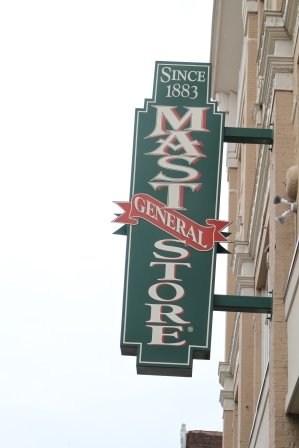 SINCE
1883
MAST
GENERAL
STORE®